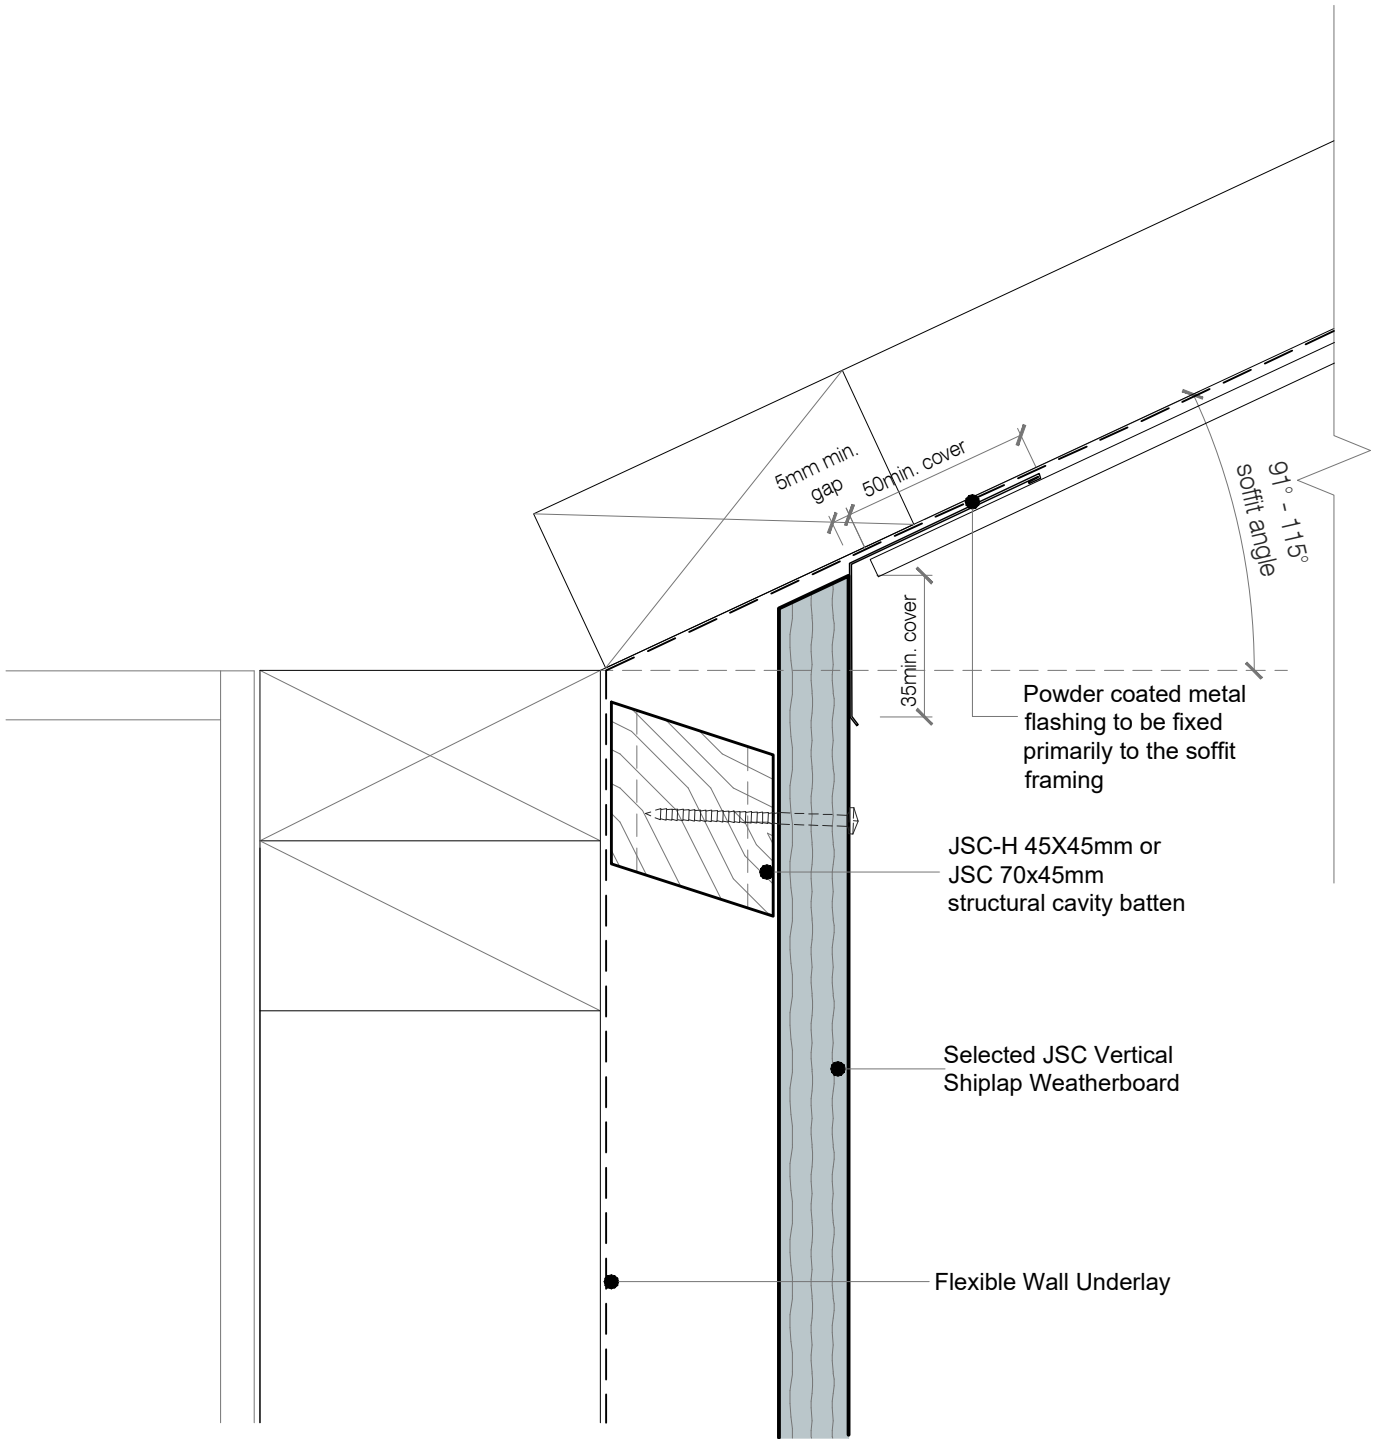 5mm min.
gap
50min. cover
91° - 115°
soffit angle
35min. cover
Powder coated metal
flashing to be fixed
primarily to the soffit
framing
JSC-H 45X45mm or
JSC 70x45mm
structural cavity batten
Selected JSC Vertical
Shiplap Weatherboard
Flexible Wall Underlay